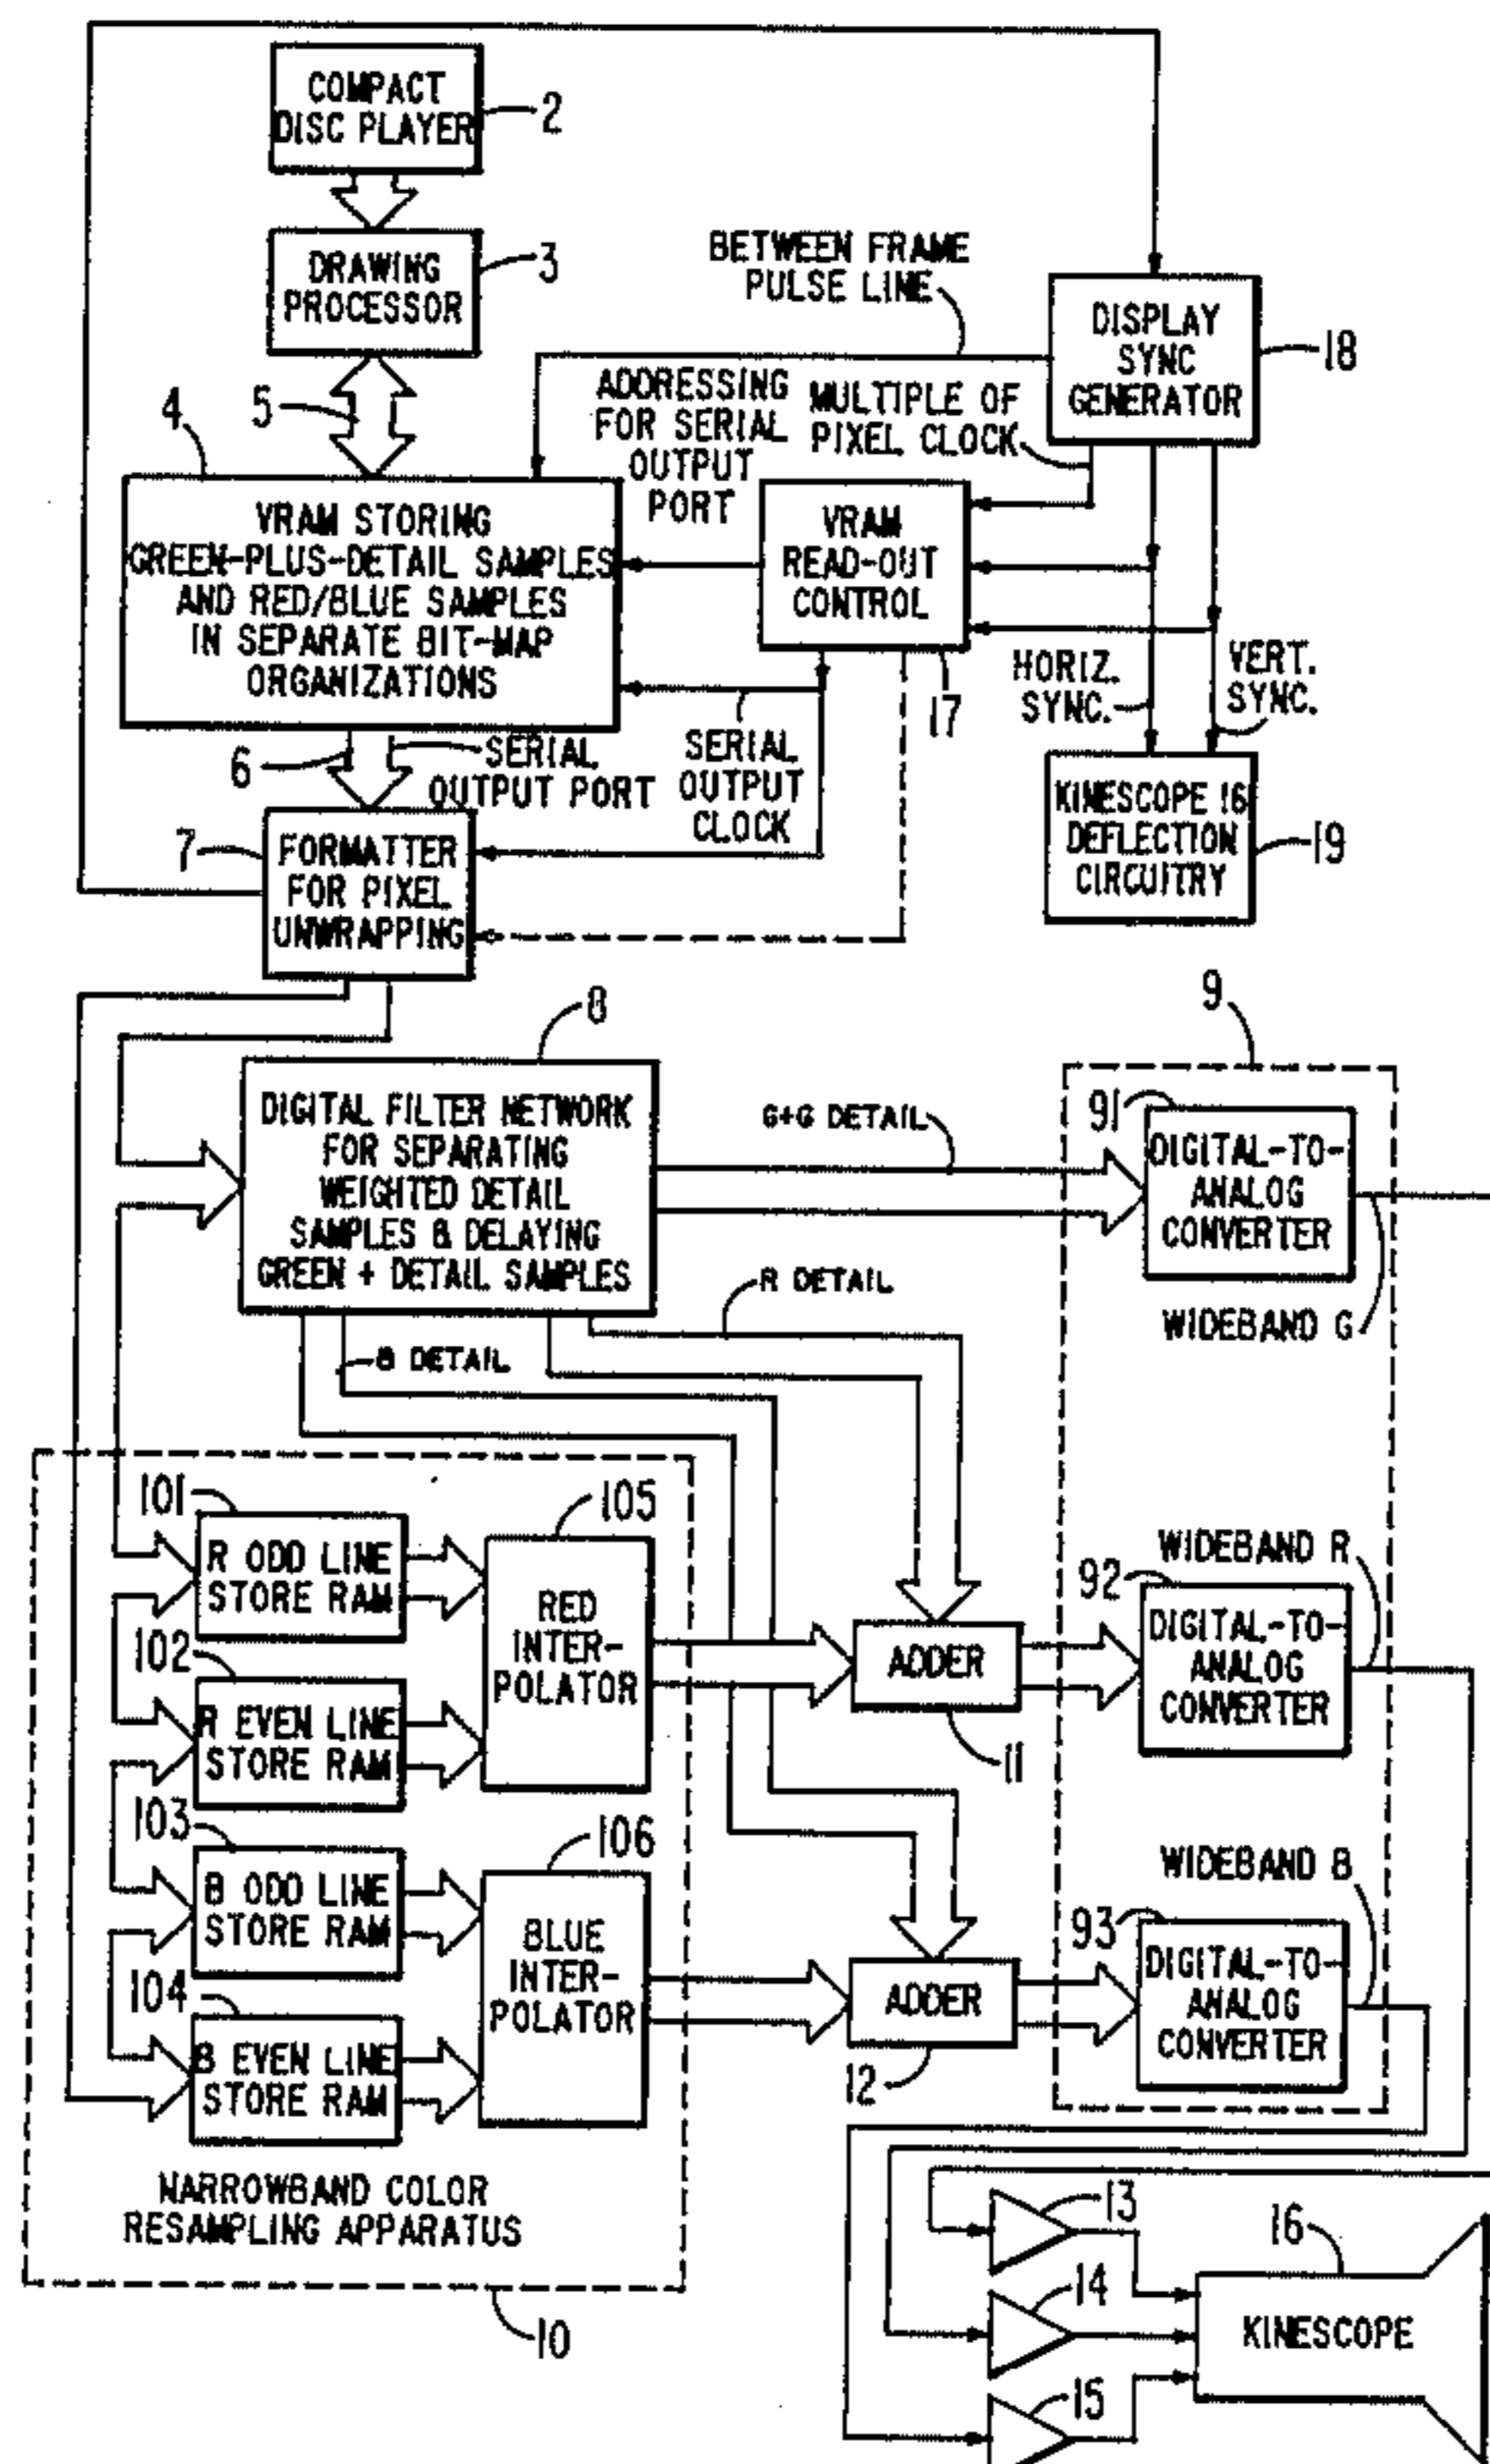 COMPACT
DISC PLAYER
2
DRAWING
PROCESSOR
3
BETWEEN FRAME
PULSE LINE
DISPLAY
SYNC
GENERATOR
18
4
5
ADDRESSING
FOR SERIAL
OUTPUT
PORT
MULTIPLE OF
PIXEL CLOCK
VRAM STORING
GREEN-PLUS-DETAIL SAMPLES
AND RED/BLUE SAMPLES
IN SEPARATE BIT-MAP
ORGANIZATIONS
VRAM
READ-OUT
CONTROL
17
HORIZ.
SYNC.
VERT.
SYNC.
6
SERIAL
OUTPUT PORT
SERIAL
OUTPUT
CLOCK
KINESCOPE 16
DEFLECTION
CIRCUITRY
19
7
FORMATTER
FOR PIXEL
UNWRAPPING
8
9
DIGITAL FILTER NETWORK
FOR SEPARATING
WEIGHTED DETAIL
SAMPLES & DELAYING
GREEN + DETAIL SAMPLES
G+G DETAIL
91
DIGITAL-TO-
ANALOG
CONVERTER
R DETAIL
WIDEBAND G
B DETAIL
101
R ODD LINE
STORE RAM
105
RED
INTER-
POLATOR
102
R EVEN LINE
STORE RAM
ADDER
11
WIDEBAND R
92
DIGITAL-TO-
ANALOG
CONVERTER
103
B ODD LINE
STORE RAM
106
BLUE
INTER-
POLATOR
104
B EVEN LINE
STORE RAM
ADDER
12
WIDEBAND B
93
DIGITAL-TO-
ANALOG
CONVERTER
NARROWBAND COLOR
RESAMPLING APPARATUS
10
13
14
15
16
KINESCOPE